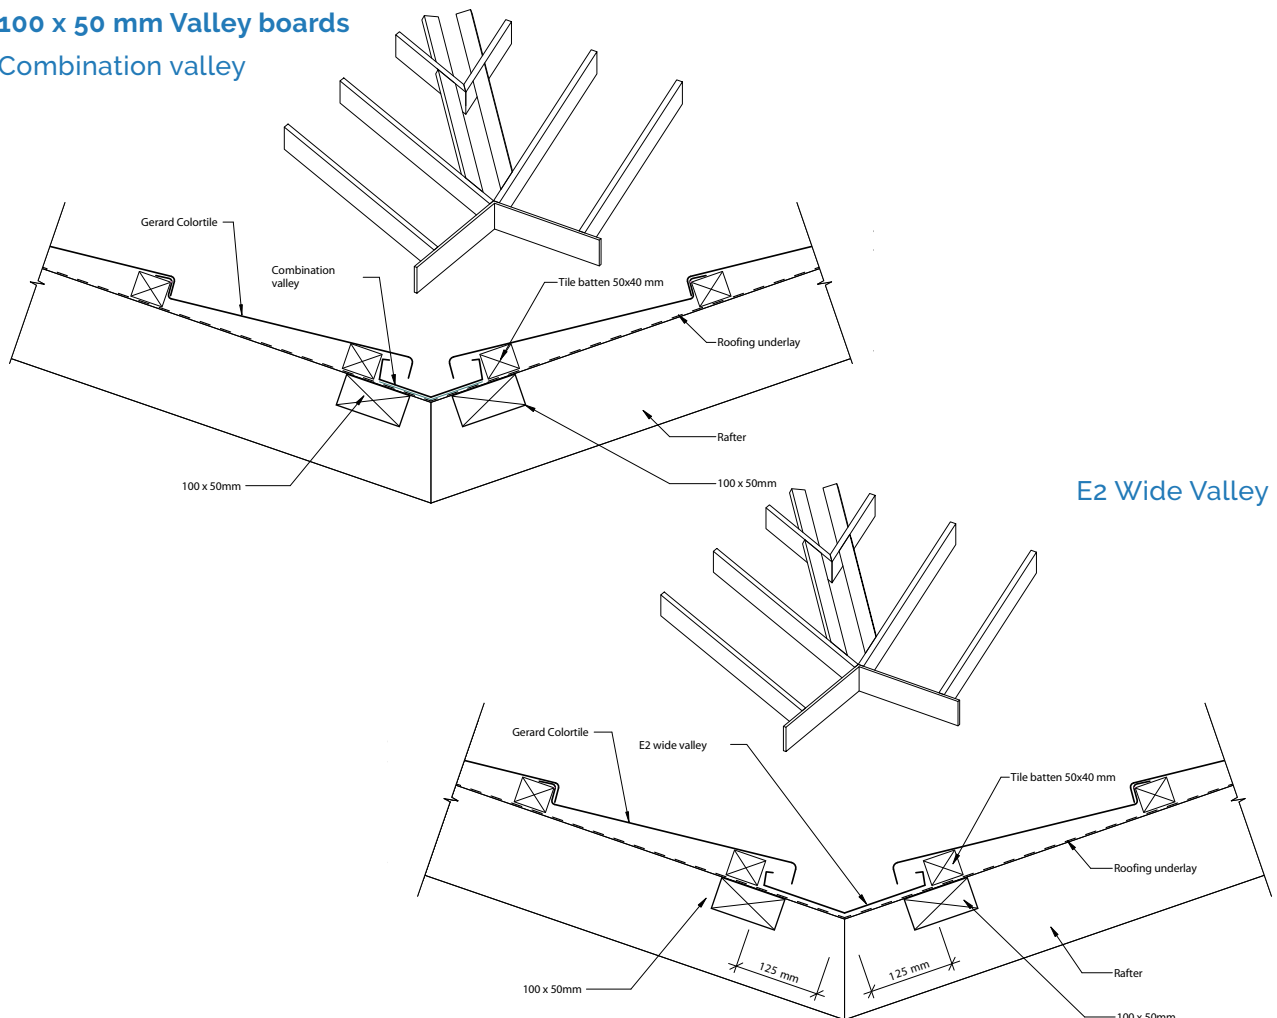 100 x 50 mm Valley boards
Combination valley
Gerard Colortile
Combination
valley
Tile batten 50x40 mm
Roofing underlay
Rafter
100 x 50mm
100 x 50mm
E2 Wide Valley
Gerard Colortile
E2 wide valley
Tile batten 50x40 mm
Roofing underlay
125 mm
125 mm
Rafter
100 x 50mm
100 x 50mm